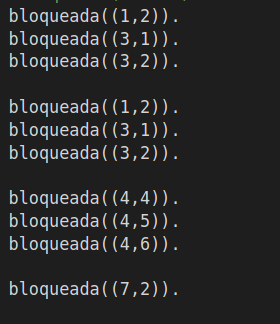 bloqueada((1,2)).
bloqueada((3,1)).
bloqueada((3,2)).
bloqueada((1,2)).
bloqueada((3,1)).
bloqueada((3,2)).
bloqueada((4,4)).
bloqueada((4,5)).
bloqueada((4,6)).
bloqueada((7,2)).